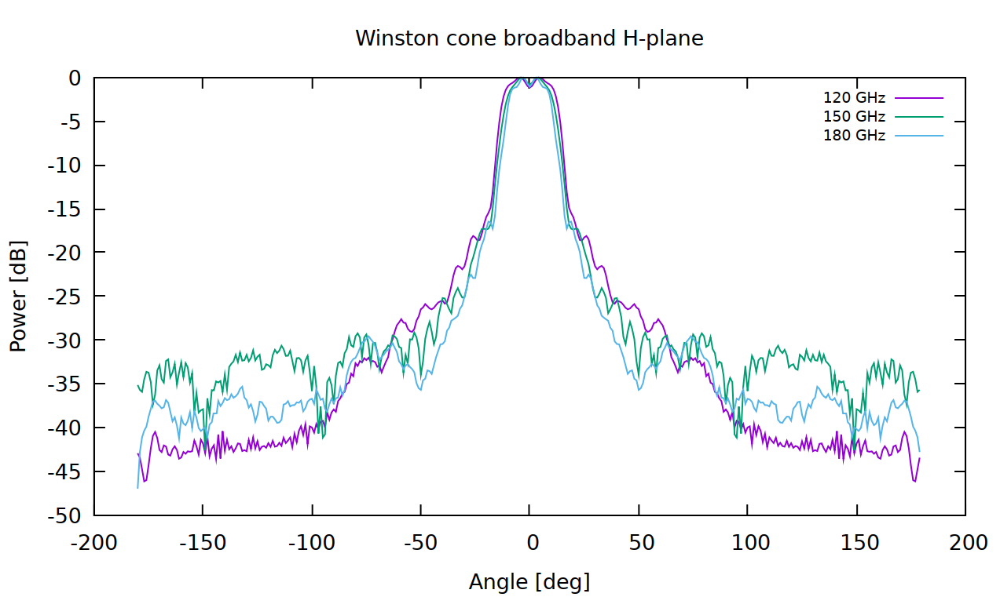 Winston cone broadband H-plane
0
-5
-10
-15
-20
-25
-30
-35
-40
-45
-50
Power [dB]
120 GHz
150 GHz
180 GHz
-200 -150 -100 -50 0 50 100 150 200
Angle [deg]